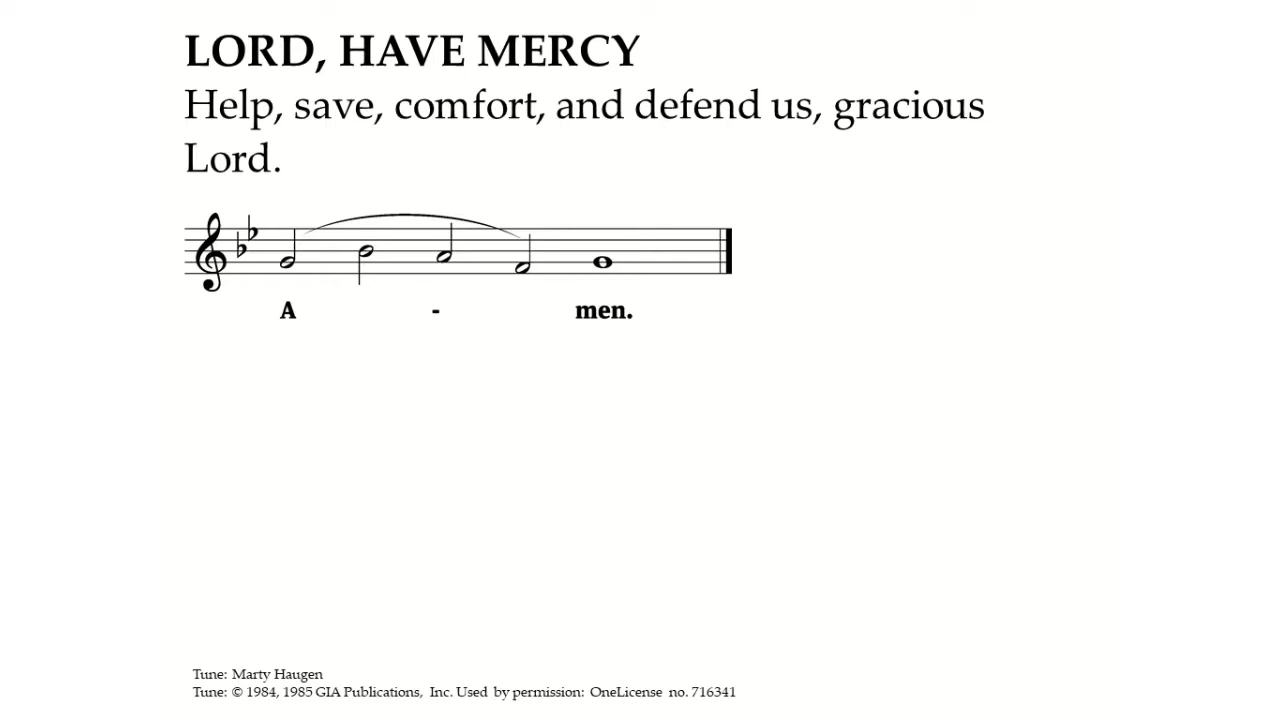 LORD, HAVE MERCY
Help, save, comfort, and defend us, gracious
Lord.
A - men.
Tune: Marty Haugen
Tune: © 1984, 1985 GIA Publications, Inc. Used by permission: OneLicense no. 716341